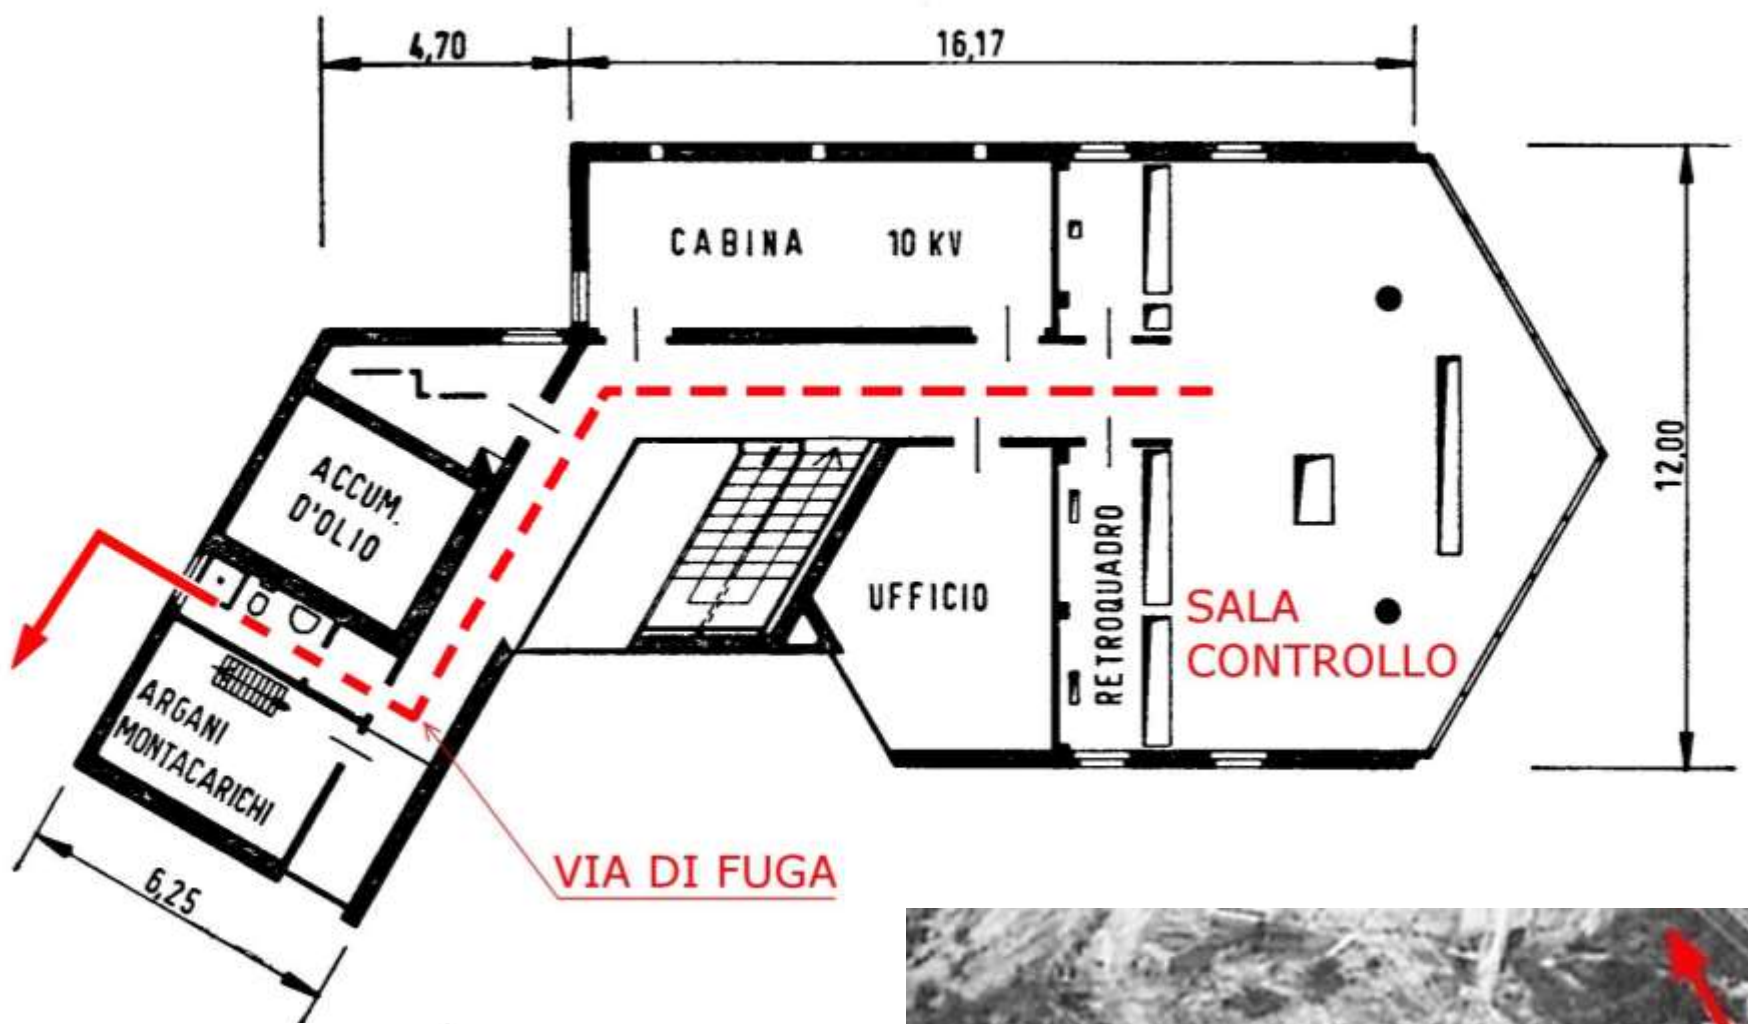 4,70
16,17
CABINA 10 KV
12,00
ACCUM.
D'OLIO
UFFICIO
RETROQUADRO
SALA
CONTROLLO
ARGANI
MONTACARICHI
6,25
VIA DI FUGA